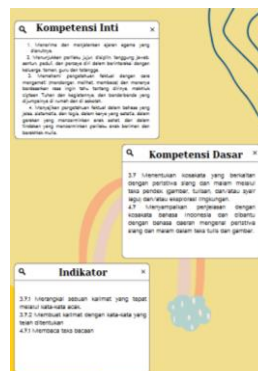 Kompetensi Inti
1. Menerima dan menjalankan ajaran agama yang
dianutnya.
2. Menunjukkan perilaku jujur, disiplin, tanggung jawab,
santun, peduli, dan percaya diri dalam berinteraksi dengan
keluarga, teman, guru dan tetangga.
3. Memahami pengetahuan faktual dengan cara
mengamati (mendengar, melihat, membaca) dan menanya
berdasarkan rasa ingin tahu tentang dirinya, makhluk
ciptaan Tuhan dan kegiatannya, dan benda-benda yang
dijumpainya di rumah dan di sekolah.
4. Menyajikan pengetahuan faktual dalam bahasa yang
jelas, sistematis, dan logis, dalam karya yang estetis, dalam
gerakan yang mencerminkan anak sehat, dan dalam
tindakan yang mencerminkan perilaku anak beriman dan
berakhlak mulia.
Kompetensi Dasar
3.7 Menentukan kosakata yang berkaitan
dengan peristiwa siang dan malam melalui
teks pendek (gambar, tulisan, dan/atau syair
lagu) dan/atau eksplorasi lingkungan.
4.7 Menyampaikan penjelasan dengan
kosakata bahasa Indonesia dan dibantu
dengan bahasa daerah mengenai peristiwa
siang dan malam dalam teks tulis dan gambar.
Indikator
3.7.1 Merangkai sebuah kalimat yang tepat
melalui kata-kata acak.
3.7.2 Membuat kalimat dengan kata-kata yang
telah ditentukan
4.7.1 Membaca teks bacaan